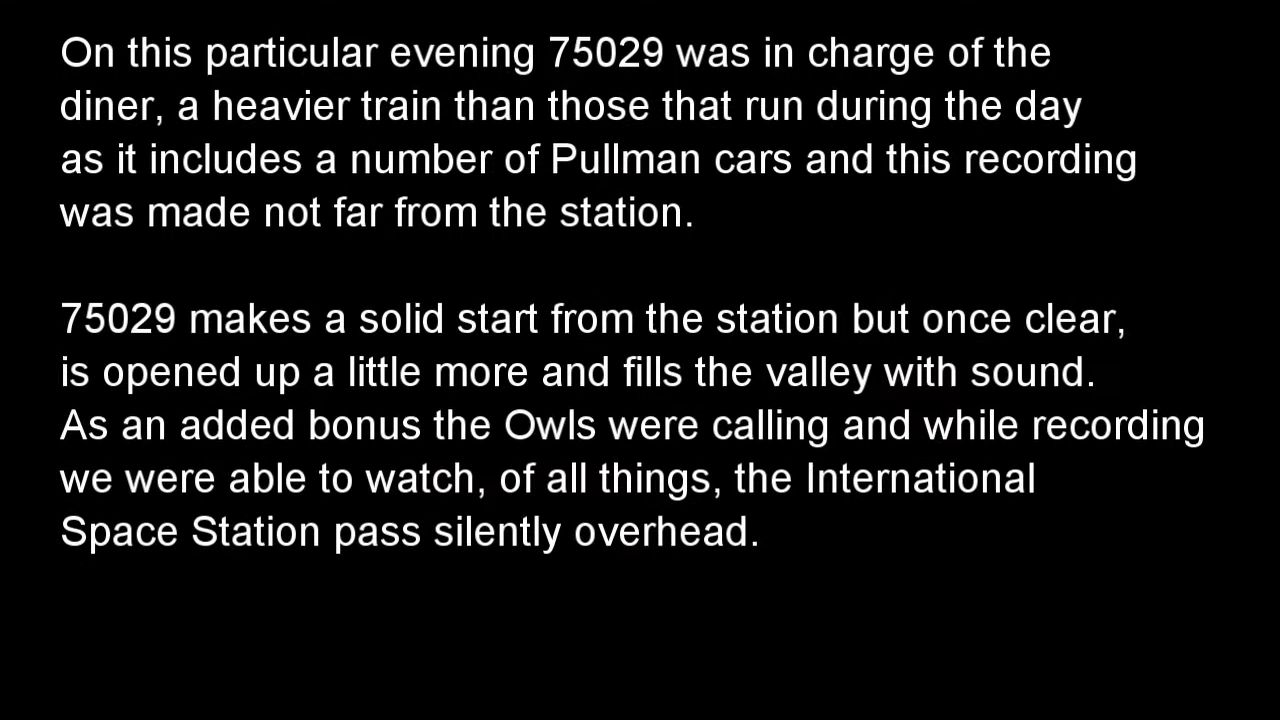 On this particular evening 75029 was in charge of the
diner, a heavier train than those that run during the day
as it includes a number of Pullman cars and this recording
was made not far from the station.
75029 makes a solid start from the station but once clear,
is opened up a little more and fills the valley with sound.
As an added bonus the Owls were calling and while recording
we were able to watch, of all things, the International
Space Station pass silently overhead.